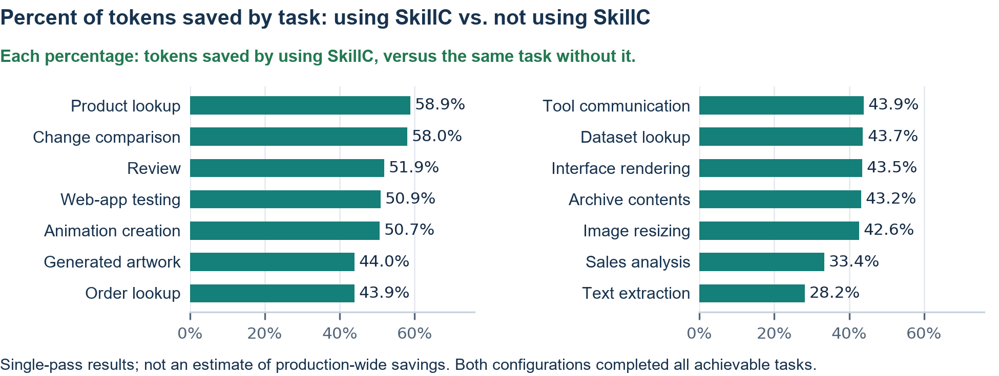 Percent of tokens saved by task: using SkillC vs. not using SkillC
Each percentage: tokens saved by using SkillC, versus the same task without it.
Product lookup 58.9%
Change comparison 58.0%
Review 51.9%
Web-app testing 50.9%
Animation creation 50.7%
Generated artwork 44.0%
Order lookup 43.9%
0% 20% 40% 60%
Tool communication 43.9%
Dataset lookup 43.7%
Interface rendering 43.5%
Archive contents 43.2%
Image resizing 42.6%
Sales analysis 33.4%
Text extraction 28.2%
0% 20% 40% 60%
Single-pass results; not an estimate of production-wide savings. Both configurations completed all achievable tasks.